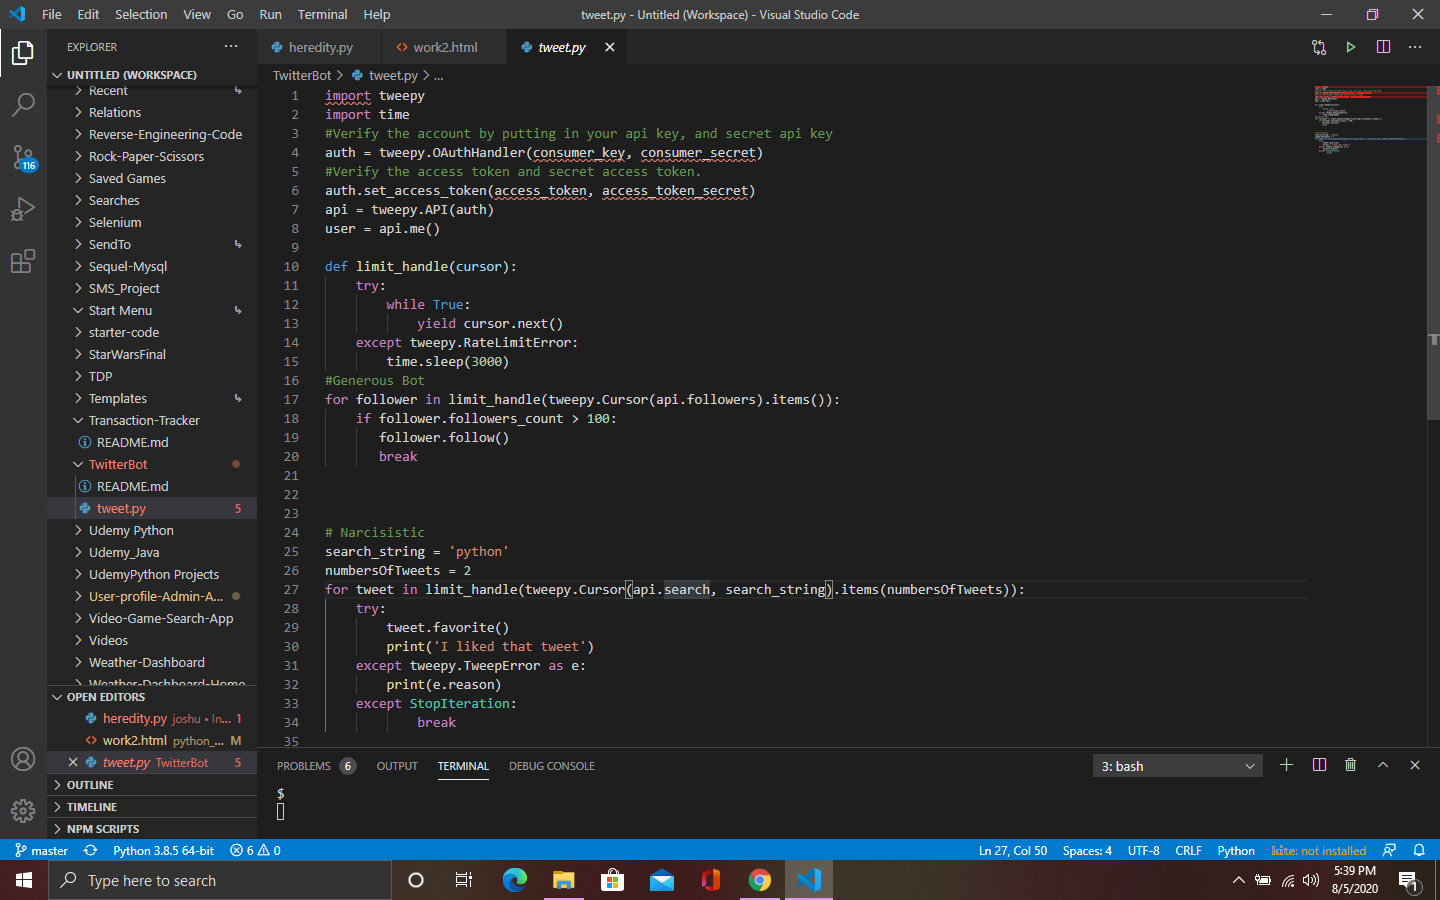 File Edit Selection View Go Run Terminal Help
tweet.py - Untitled (Workspace) - Visual Studio Code
EXPLORER
UNTITLED (WORKSPACE)
Recent
Relations
Reverse-Engineering-Code
Rock-Paper-Scissors
Saved Games
Searches
Selenium
SendTo
Sequel-Mysql
SMS_Project
Start Menu
starter-code
StarWarsFinal
TDP
Templates
Transaction-Tracker
README.md
TwitterBot
README.md
tweet.py 5
Udemy Python
Udemy_Java
UdemyPython Projects
User-profile-Admin-A...
Video-Game-Search-App
Videos
Weather-Dashboard
Weather-Dashboard-Home
OPEN EDITORS
heredity.py joshu • In... 1
work2.html python_... M
tweet.py TwitterBot 5
OUTLINE
TIMELINE
NPM SCRIPTS
116
heredity.py
work2.html
tweet.py
TwitterBot > tweet.py > ...
1 import tweepy
2 import time
3 #Verify the account by putting in your api key, and secret api key
4 auth = tweepy.OAuthHandler(consumer_key, consumer_secret)
5 #Verify the access token and secret access token.
6 auth.set_access_token(access_token, access_token_secret)
7 api = tweepy.API(auth)
8 user = api.me()
9
10 def limit_handle(cursor):
11 try:
12 while True:
13 yield cursor.next()
14 except tweepy.RateLimitError:
15 time.sleep(3000)
16 #Generous Bot
17 for follower in limit_handle(tweepy.Cursor(api.followers).items()):
18 if follower.followers_count > 100:
19 follower.follow()
20 break
21
22
23
24 # Narcisistic
25 search_string = 'python'
26 numbersOfTweets = 2
27 for tweet in limit_handle(tweepy.Cursor(api.search, search_string).items(numbersOfTweets)):
28 try:
29 tweet.favorite()
30 print('I liked that tweet')
31 except tweepy.TweepError as e:
32 print(e.reason)
33 except StopIteration:
34 break
35
PROBLEMS 6 OUTPUT TERMINAL DEBUG CONSOLE
3: bash
$
master Python 3.8.5 64-bit 6 0
Ln 27, Col 50 Spaces: 4 UTF-8 CRLF Python kite: not installed
Type here to search
5:39 PM
8/5/2020
1